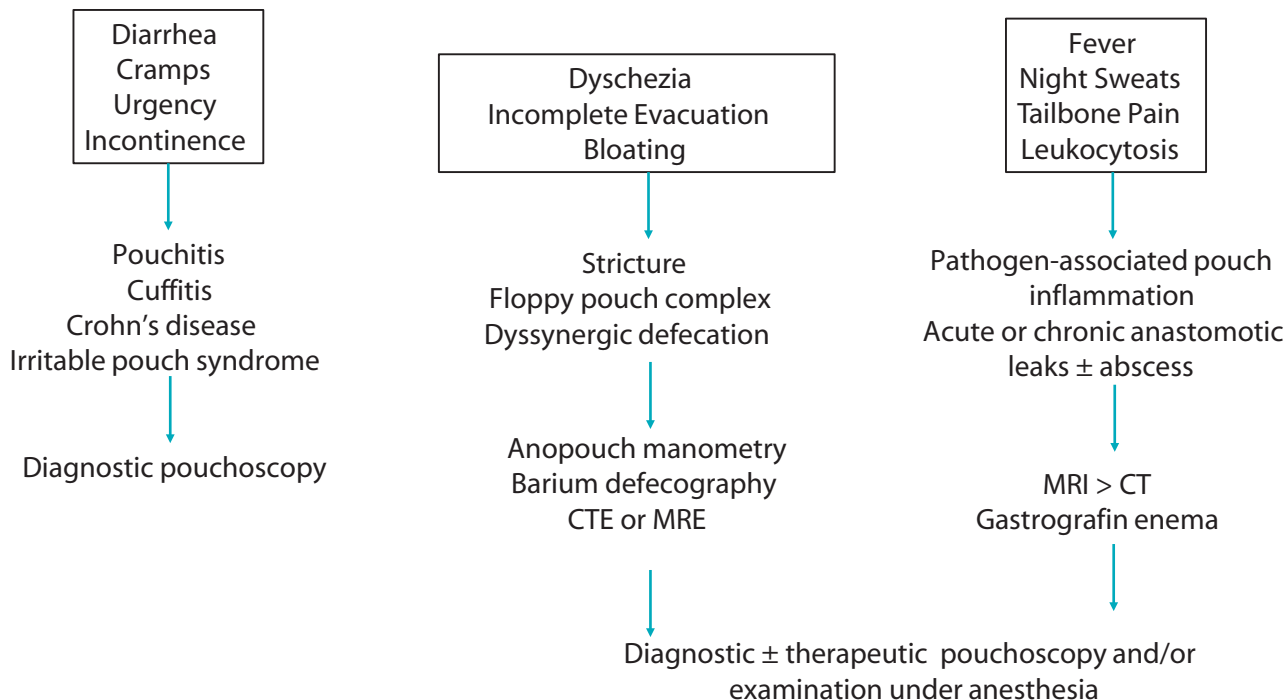 Diarrhea
Cramps
Urgency
Incontinence
Pouchitis
Cuffitis
Crohn's disease
Irritable pouch syndrome
Diagnostic pouchoscopy
Dyschezia
Incomplete Evacuation
Bloating
Stricture
Floppy pouch complex
Dyssynergic defecation
Anopouch manometry
Barium defecography
CTE or MRE
Fever
Night Sweats
Tailbone Pain
Leukocytosis
Pathogen-associated pouch
inflammation
Acute or chronic anastomotic
leaks ± abscess
MRI > CT
Gastrografin enema
Diagnostic ± therapeutic pouchoscopy and/or
examination under anesthesia